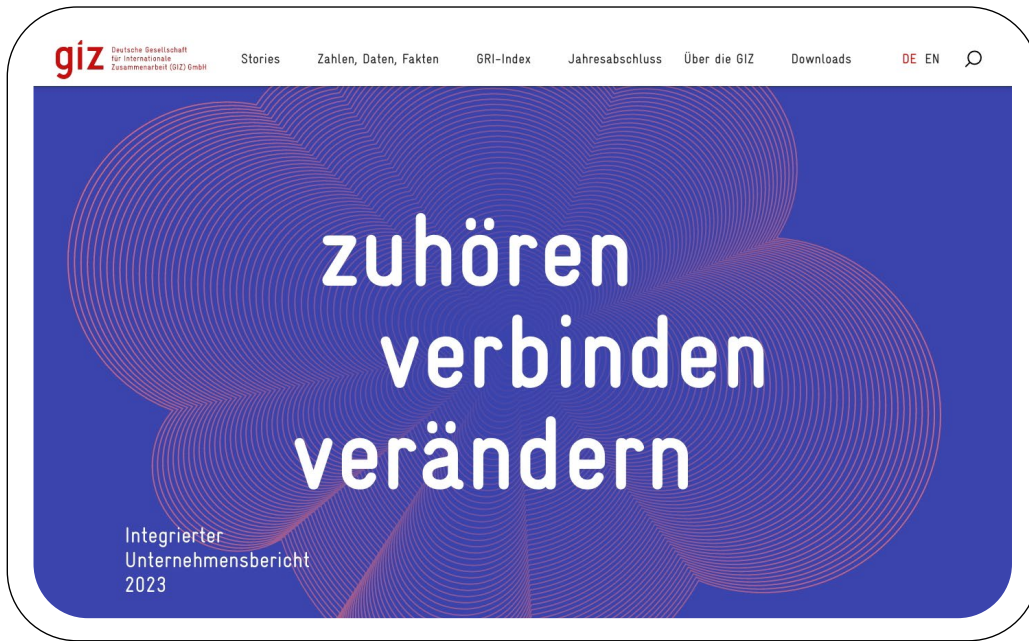 giz
Deutsche Gesellschaft
für Internationale
Zusammenarbeit (GIZ) GmbH
Stories
Zahlen, Daten, Fakten
GRI-Index
Jahresabschluss
Über die GIZ
Downloads
DE EN
zuhören
verbinden
verändern
Integrierter
Unternehmensbericht
2023